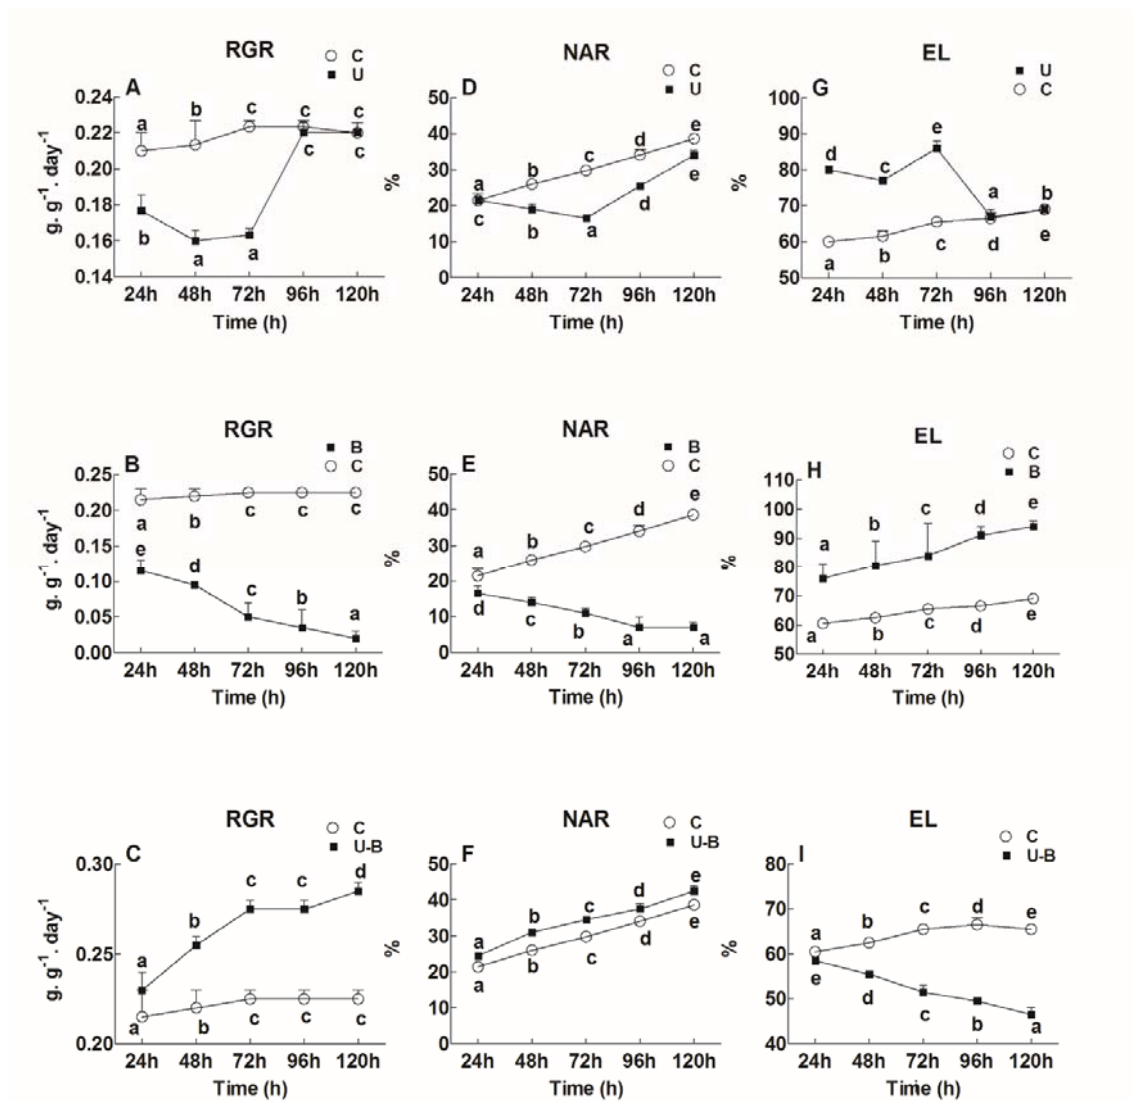 RGR
C
U
A
0.24
0.22
0.20
0.18
0.16
0.14
g. g-1. day-1
a
b
c
c
c
b
a
a
c
c
24h 48h 72h 96h 120h
Time (h)
NAR
C
U
D
50
40
30
20
10
0
%
a
b
c
d
e
c
b
a
d
e
24h 48h 72h 96h 120h
Time (h)
EL
U
C
G
100
90
80
70
60
50
%
d
c
e
a
b
a
b
c
d
e
24h 48h 72h 96h 120h
Time (h)
RGR
B
C
B
0.25
0.20
0.15
0.10
0.05
0.00
g. g-1. day-1
a
b
c
c
c
e
d
c
b
a
24h 48h 72h 96h 120h
Time (h)
NAR
B
C
E
50
40
30
20
10
0
%
a
b
c
d
e
d
c
b
a
a
24h 48h 72h 96h 120h
Time (h)
EL
C
B
H
110
100
90
80
70
60
50
%
a
b
c
d
e
a
b
c
d
e
24h 48h 72h 96h 120h
Time (h)
RGR
C
U-B
C
0.30
0.25
0.20
g. g-1. day-1
a
b
c
c
d
a
b
c
c
c
24h 48h 72h 96h 120h
Time (h)
NAR
C
U-B
F
50
40
30
20
10
0
%
a
b
c
d
e
a
b
c
d
e
24h 48h 72h 96h 120h
Time (h)
EL
C
U-B
I
80
70
60
50
40
%
a
b
c
d
e
e
d
c
b
a
24h 48h 72h 96h 120h
Time (h)